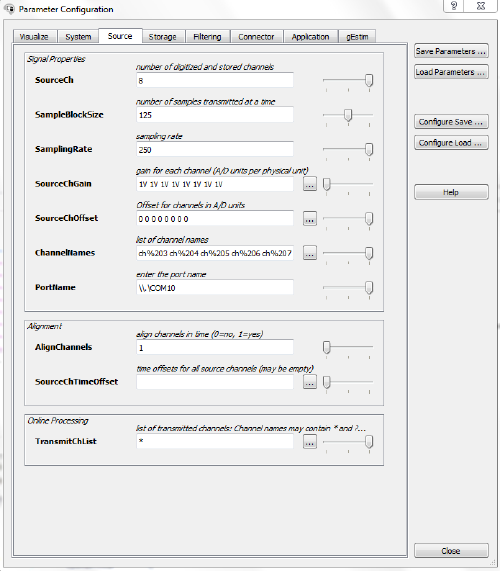 Parameter Configuration
Visualize System Source Storage Filtering Connector Application gEstim
Signal Properties
number of digitized and stored channels
SourceCh 8
number of samples transmitted at a time
SampleBlockSize 125
sampling rate
SamplingRate 250
gain for each channel (A/D units per physical unit)
SourceChGain 1V 1V 1V 1V 1V 1V 1V 1V ...
Offset for channels in A/D units
SourceChOffset 0 0 0 0 0 0 0 0 ...
list of channel names
ChannelNames ch%203 ch%204 ch%205 ch%206 ch%207 ...
enter the port name
PortName \\.\COM10
Alignment
align channels in time (0=no, 1=yes)
AlignChannels 1
time offsets for all source channels (may be empty)
SourceChTimeOffset ...
Online Processing
list of transmitted channels: Channel names may contain * and ?...
TransmitChList * ...
Save Parameters ...
Load Parameters ...
Configure Save ...
Configure Load ...
Help
Close